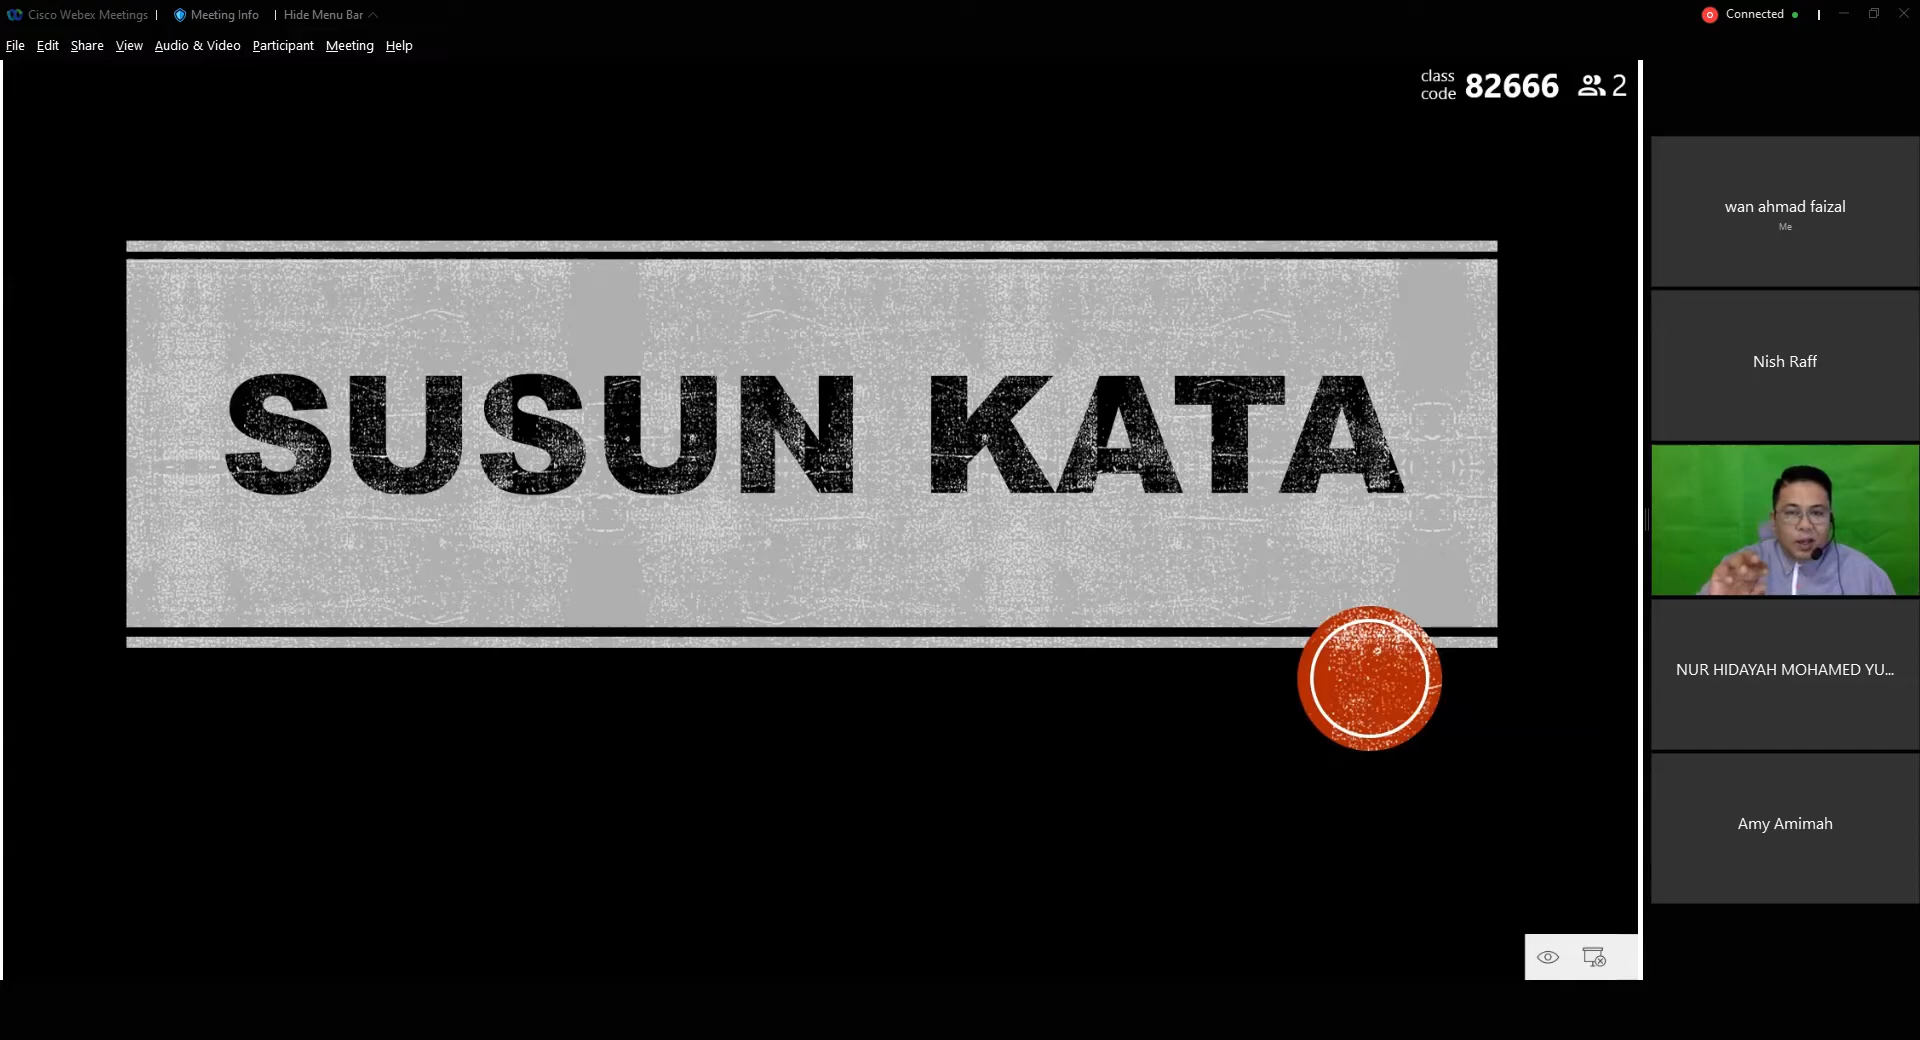 Cisco Webex Meetings | Meeting Info | Hide Menu Bar
Connected
File Edit Share View Audio & Video Participant Meeting Help
class code 82666 2
SUSUN KATA
wan ahmad faizal
Me
Nish Raff
NUR HIDAYAH MOHAMED YU...
Amy Amimah